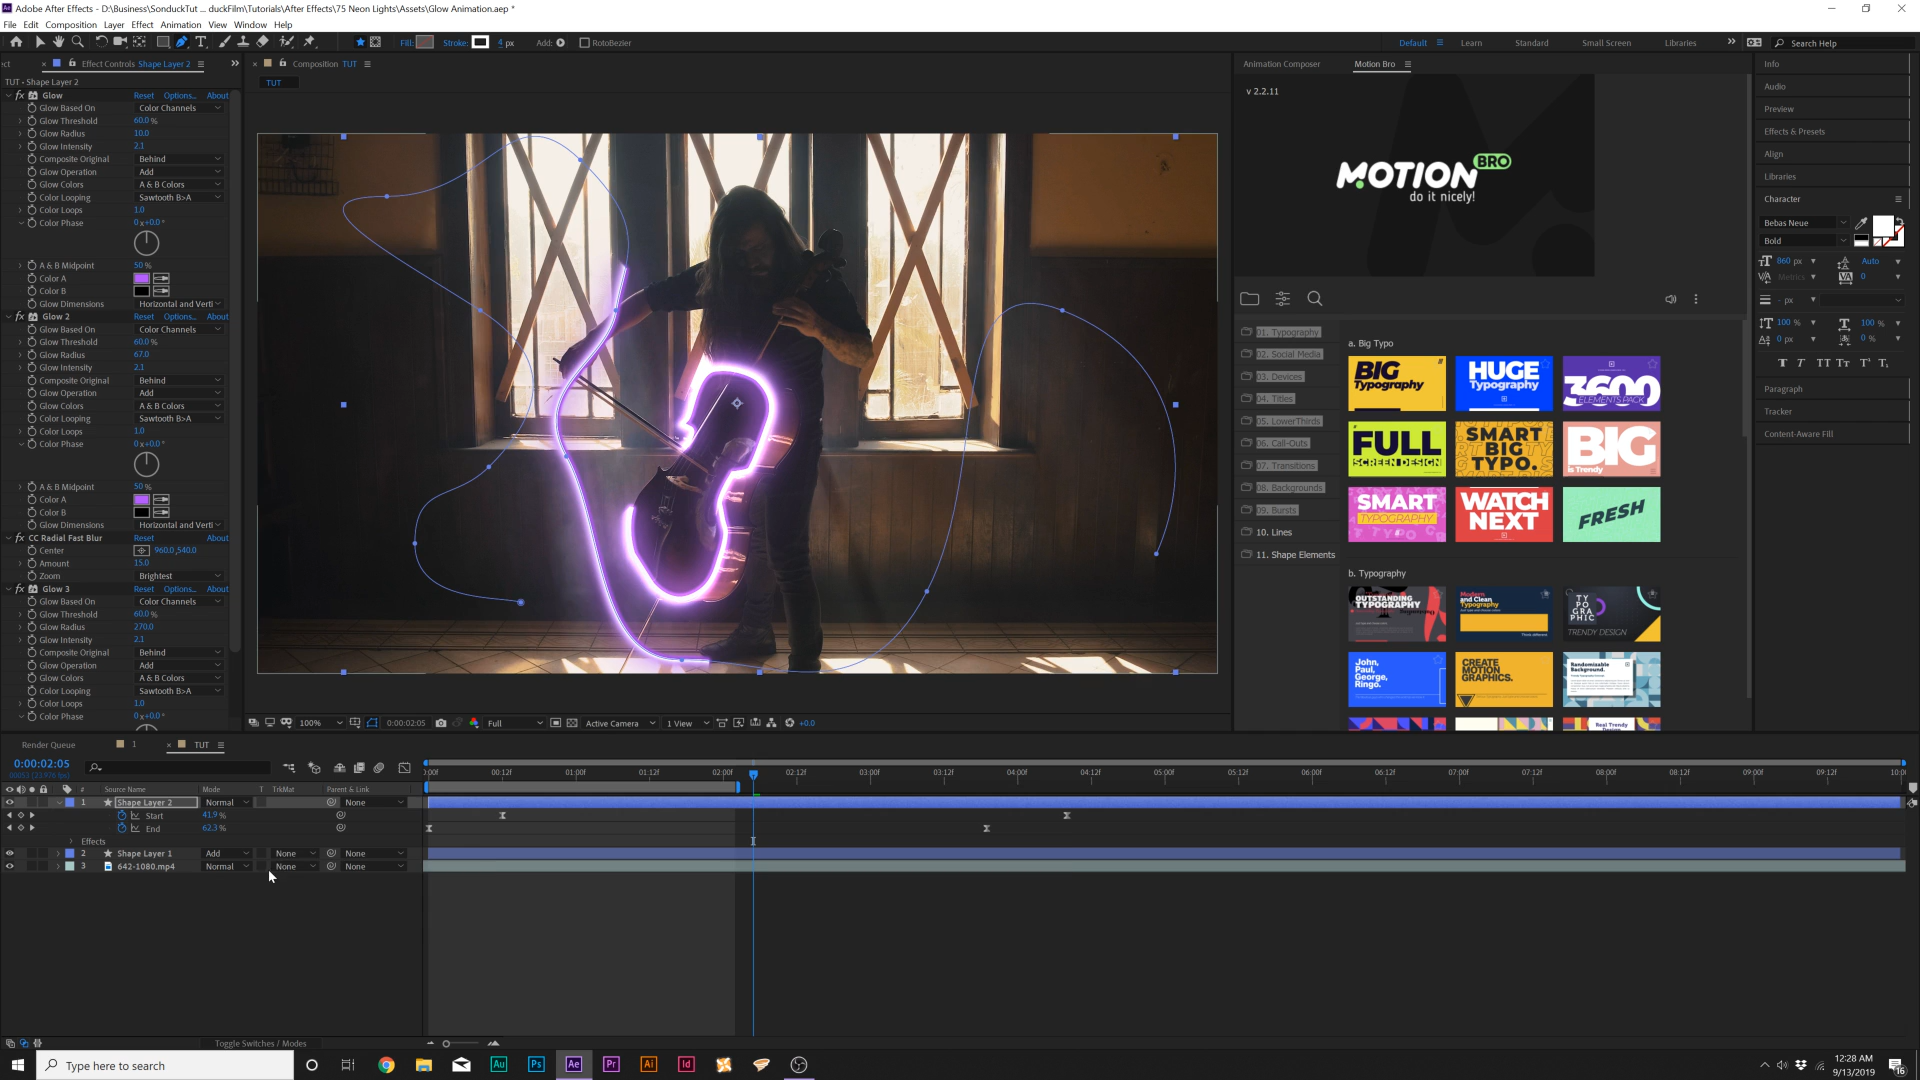 Adobe After Effects - D:\Business\SonduckTut ... duckFilm\Tutorials\After Effects\75 Neon Lights\Assets\Glow Animation.aep *
File Edit Composition Layer Effect Animation View Window Help
Fill: Stroke: 4 px Add: RotoBezier
Default Learn Standard Small Screen Libraries Search Help
Effect Controls Shape Layer 2
TUT • Shape Layer 2
fx Glow Reset Options... About
Glow Based On Color Channels
Glow Threshold 60.0 %
Glow Radius 10.0
Glow Intensity 2.1
Composite Original Behind
Glow Operation Add
Glow Colors A & B Colors
Color Looping Sawtooth B>A
Color Loops 1.0
Color Phase 0 x+0.0 °
A & B Midpoint 50 %
Color A
Color B
Glow Dimensions Horizontal and Verti
fx Glow 2 Reset Options... About
Glow Based On Color Channels
Glow Threshold 60.0 %
Glow Radius 67.0
Glow Intensity 2.1
Composite Original Behind
Glow Operation Add
Glow Colors A & B Colors
Color Looping Sawtooth B>A
Color Loops 1.0
Color Phase 0 x+0.0 °
A & B Midpoint 50 %
Color A
Color B
Glow Dimensions Horizontal and Verti
fx CC Radial Fast Blur Reset About
Center 960.0,540.0
Amount 15.0
Zoom Brightest
fx Glow 3 Reset Options... About
Glow Based On Color Channels
Glow Threshold 60.0 %
Glow Radius 270.0
Glow Intensity 2.1
Composite Original Behind
Glow Operation Add
Glow Colors A & B Colors
Color Looping Sawtooth B>A
Color Loops 1.0
Color Phase 0 x+0.0 °
Composition TUT
TUT
100% 0:00:02:05 Full Active Camera 1 View +0.0
Animation Composer Motion Bro
v 2.2.11
MOTION BRO
do it nicely!
01. Typography
02. Social Media
03. Devices
04. Titles
05. LowerThirds
06. Call-Outs
07. Transitions
08. Backgrounds
09. Bursts
10. Lines
11. Shape Elements
a. Big Typo
BIG Typography
HUGE Typography
3600 ELEMENTS PACK
FULL SCREEN DESIGN
SMART BIG TYPO.
BIG is Trendy
SMART TYPOGRAPHY
WATCH NEXT
FRESH
b. Typography
OUTSTANDING TYPOGRAPHY
Modern and Clean Typography
TYPOGRAPHIC TRENDY DESIGN
John, Paul, George, Ringo.
CREATE MOTION GRAPHICS.
Randomizable Background.
Real Trendy
Info
Audio
Preview
Effects & Presets
Align
Libraries
Character
Bebas Neue
Bold
860 px Auto
Metrics 0
- px
100 % 100 %
0 px 0 %
Paragraph
Tracker
Content-Aware Fill
Render Queue 1 TUT
0:00:02:05
00053 (23.976 fps)
# Source Name Mode T TrkMat Parent & Link
1 Shape Layer 2 Normal None
Start 41.9 %
End 62.3 %
Effects
2 Shape Layer 1 Add None None
3 642-1080.mp4 Normal None None
:00f 00:12f 01:00f 01:12f 02:00f 02:12f 03:00f 03:12f 04:00f 04:12f 05:00f 05:12f 06:00f 06:12f 07:00f 07:12f 08:00f 08:12f 09:00f 09:12f 10:0
Toggle Switches / Modes
Type here to search
Au Ps Ae Pr Ai Id
12:28 AM
9/13/2019
16